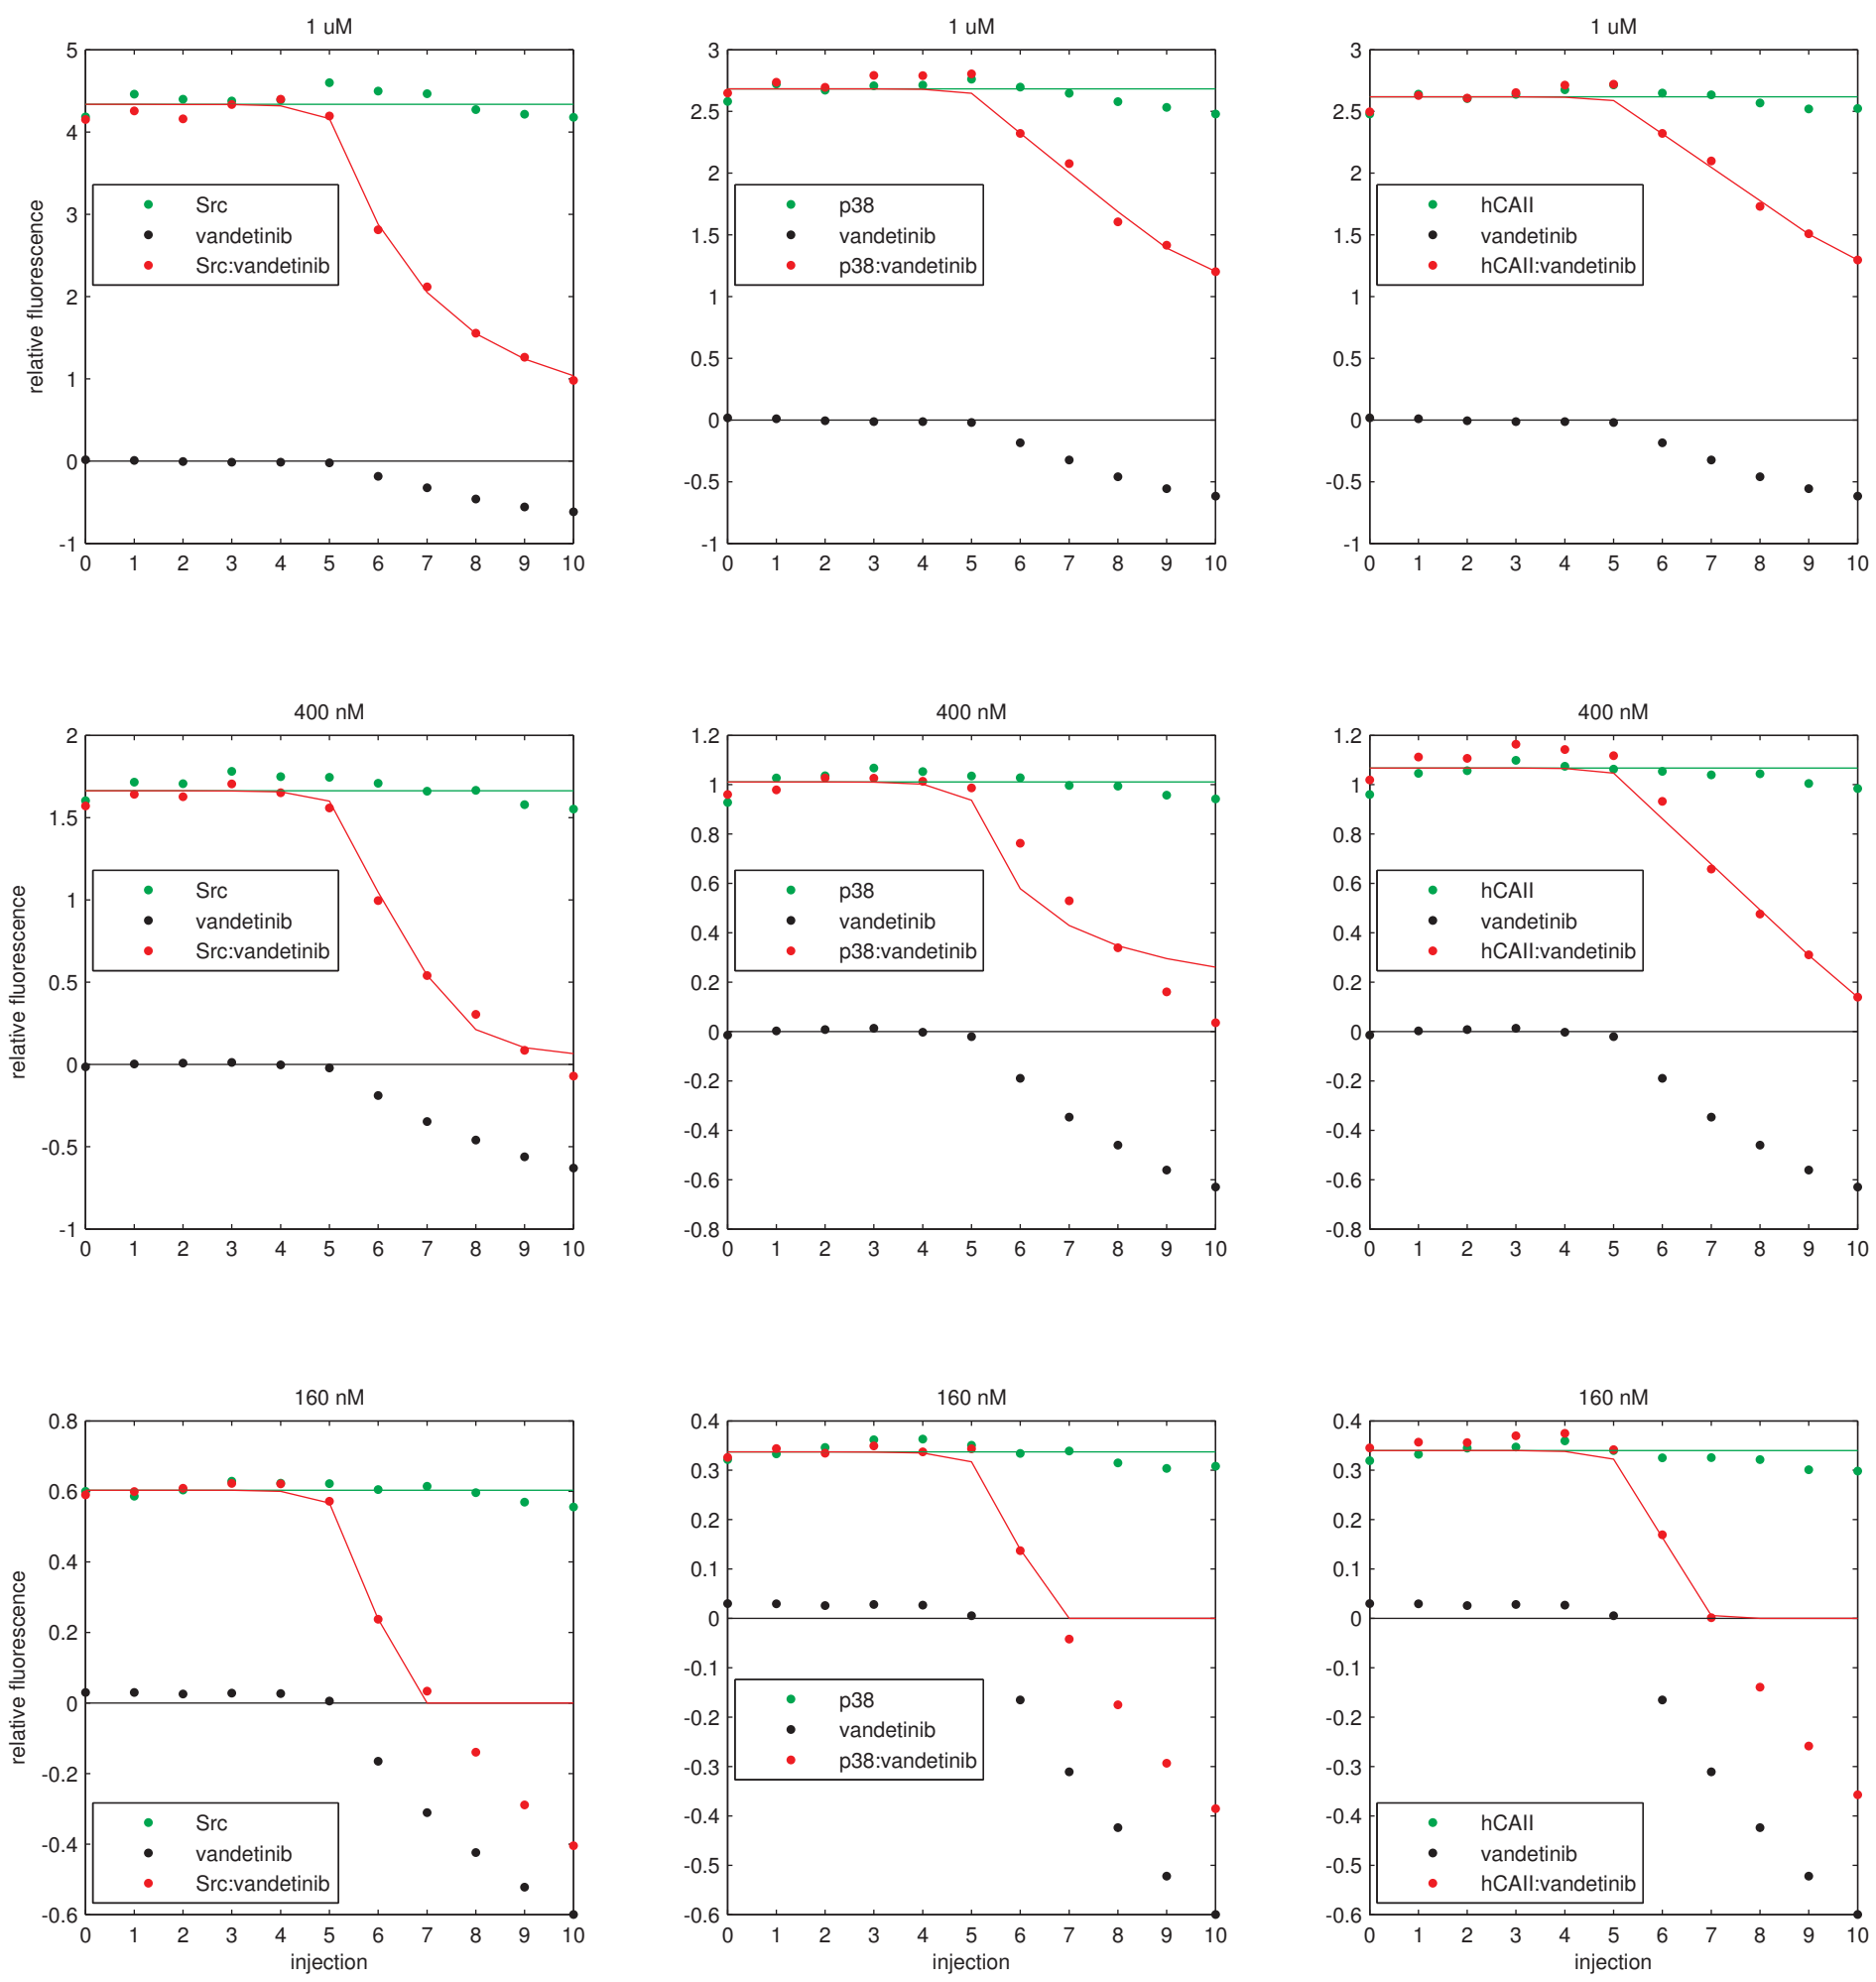 1 uM
5
4
3
2
1
0
-1
relative fluorescence
Src
vandetinib
Src:vandetinib
0 1 2 3 4 5 6 7 8 9 10
1 uM
3
2.5
2
1.5
1
0.5
0
-0.5
-1
p38
vandetinib
p38:vandetinib
0 1 2 3 4 5 6 7 8 9 10
1 uM
3
2.5
2
1.5
1
0.5
0
-0.5
-1
hCAII
vandetinib
hCAII:vandetinib
0 1 2 3 4 5 6 7 8 9 10
400 nM
2
1.5
1
0.5
0
-0.5
-1
relative fluorescence
Src
vandetinib
Src:vandetinib
0 1 2 3 4 5 6 7 8 9 10
400 nM
1.2
1
0.8
0.6
0.4
0.2
0
-0.2
-0.4
-0.6
-0.8
p38
vandetinib
p38:vandetinib
0 1 2 3 4 5 6 7 8 9 10
400 nM
1.2
1
0.8
0.6
0.4
0.2
0
-0.2
-0.4
-0.6
-0.8
hCAII
vandetinib
hCAII:vandetinib
0 1 2 3 4 5 6 7 8 9 10
160 nM
0.8
0.6
0.4
0.2
0
-0.2
-0.4
-0.6
relative fluorescence
Src
vandetinib
Src:vandetinib
0 1 2 3 4 5 6 7 8 9 10
injection
160 nM
0.4
0.3
0.2
0.1
0
-0.1
-0.2
-0.3
-0.4
-0.5
-0.6
p38
vandetinib
p38:vandetinib
0 1 2 3 4 5 6 7 8 9 10
injection
160 nM
0.4
0.3
0.2
0.1
0
-0.1
-0.2
-0.3
-0.4
-0.5
-0.6
hCAII
vandetinib
hCAII:vandetinib
0 1 2 3 4 5 6 7 8 9 10
injection